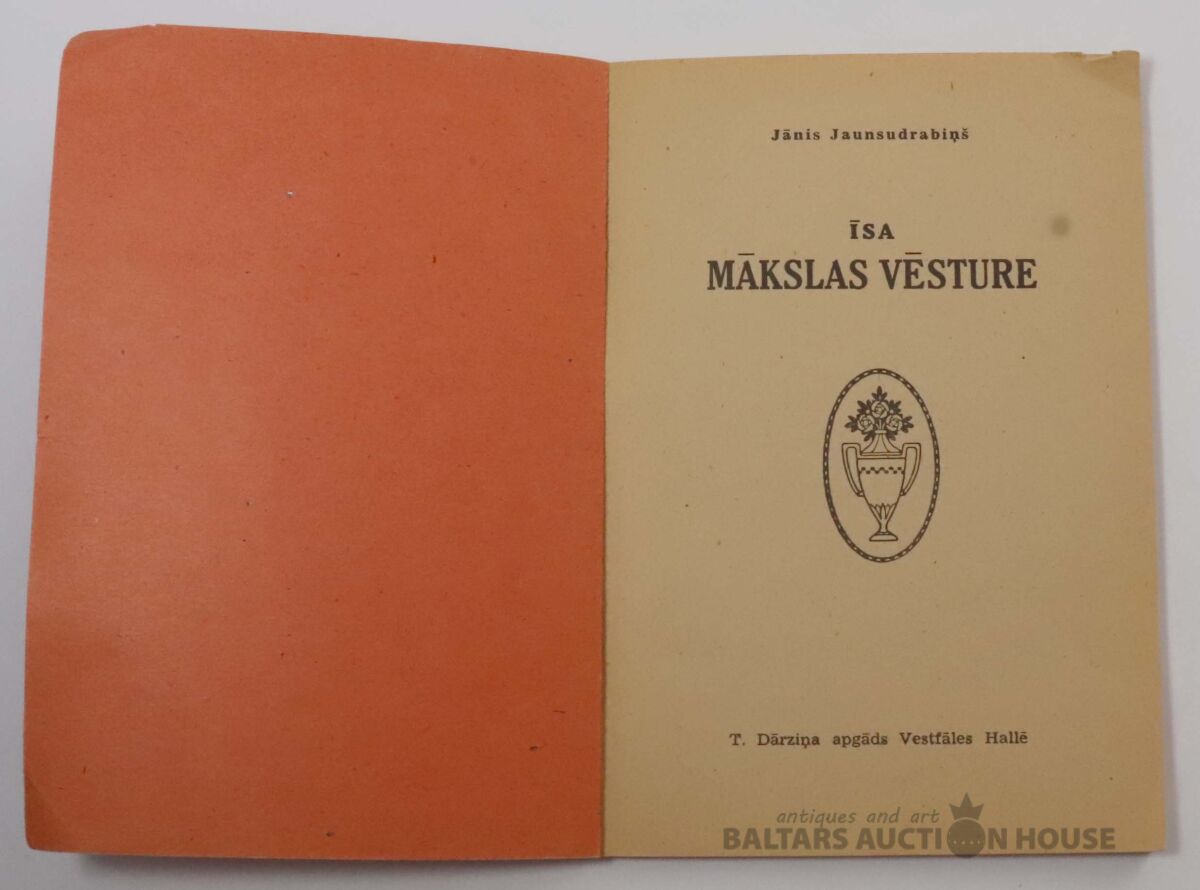 Jānis Jaunsudrabiņš
ĪSA
MĀKSLAS VĒSTURE
T. Dārziņa apgāds Vestfāles Hallē
antiques and art
BALTARS AUCTION HOUSE